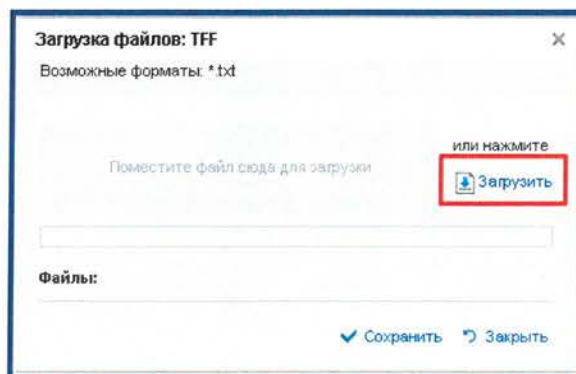 Загрузка файлов: TFF
Возможные форматы: *.txt
или нажмите
Поместите файл сюда для загрузки
Загрузить
Файлы:
Сохранить Закрыть